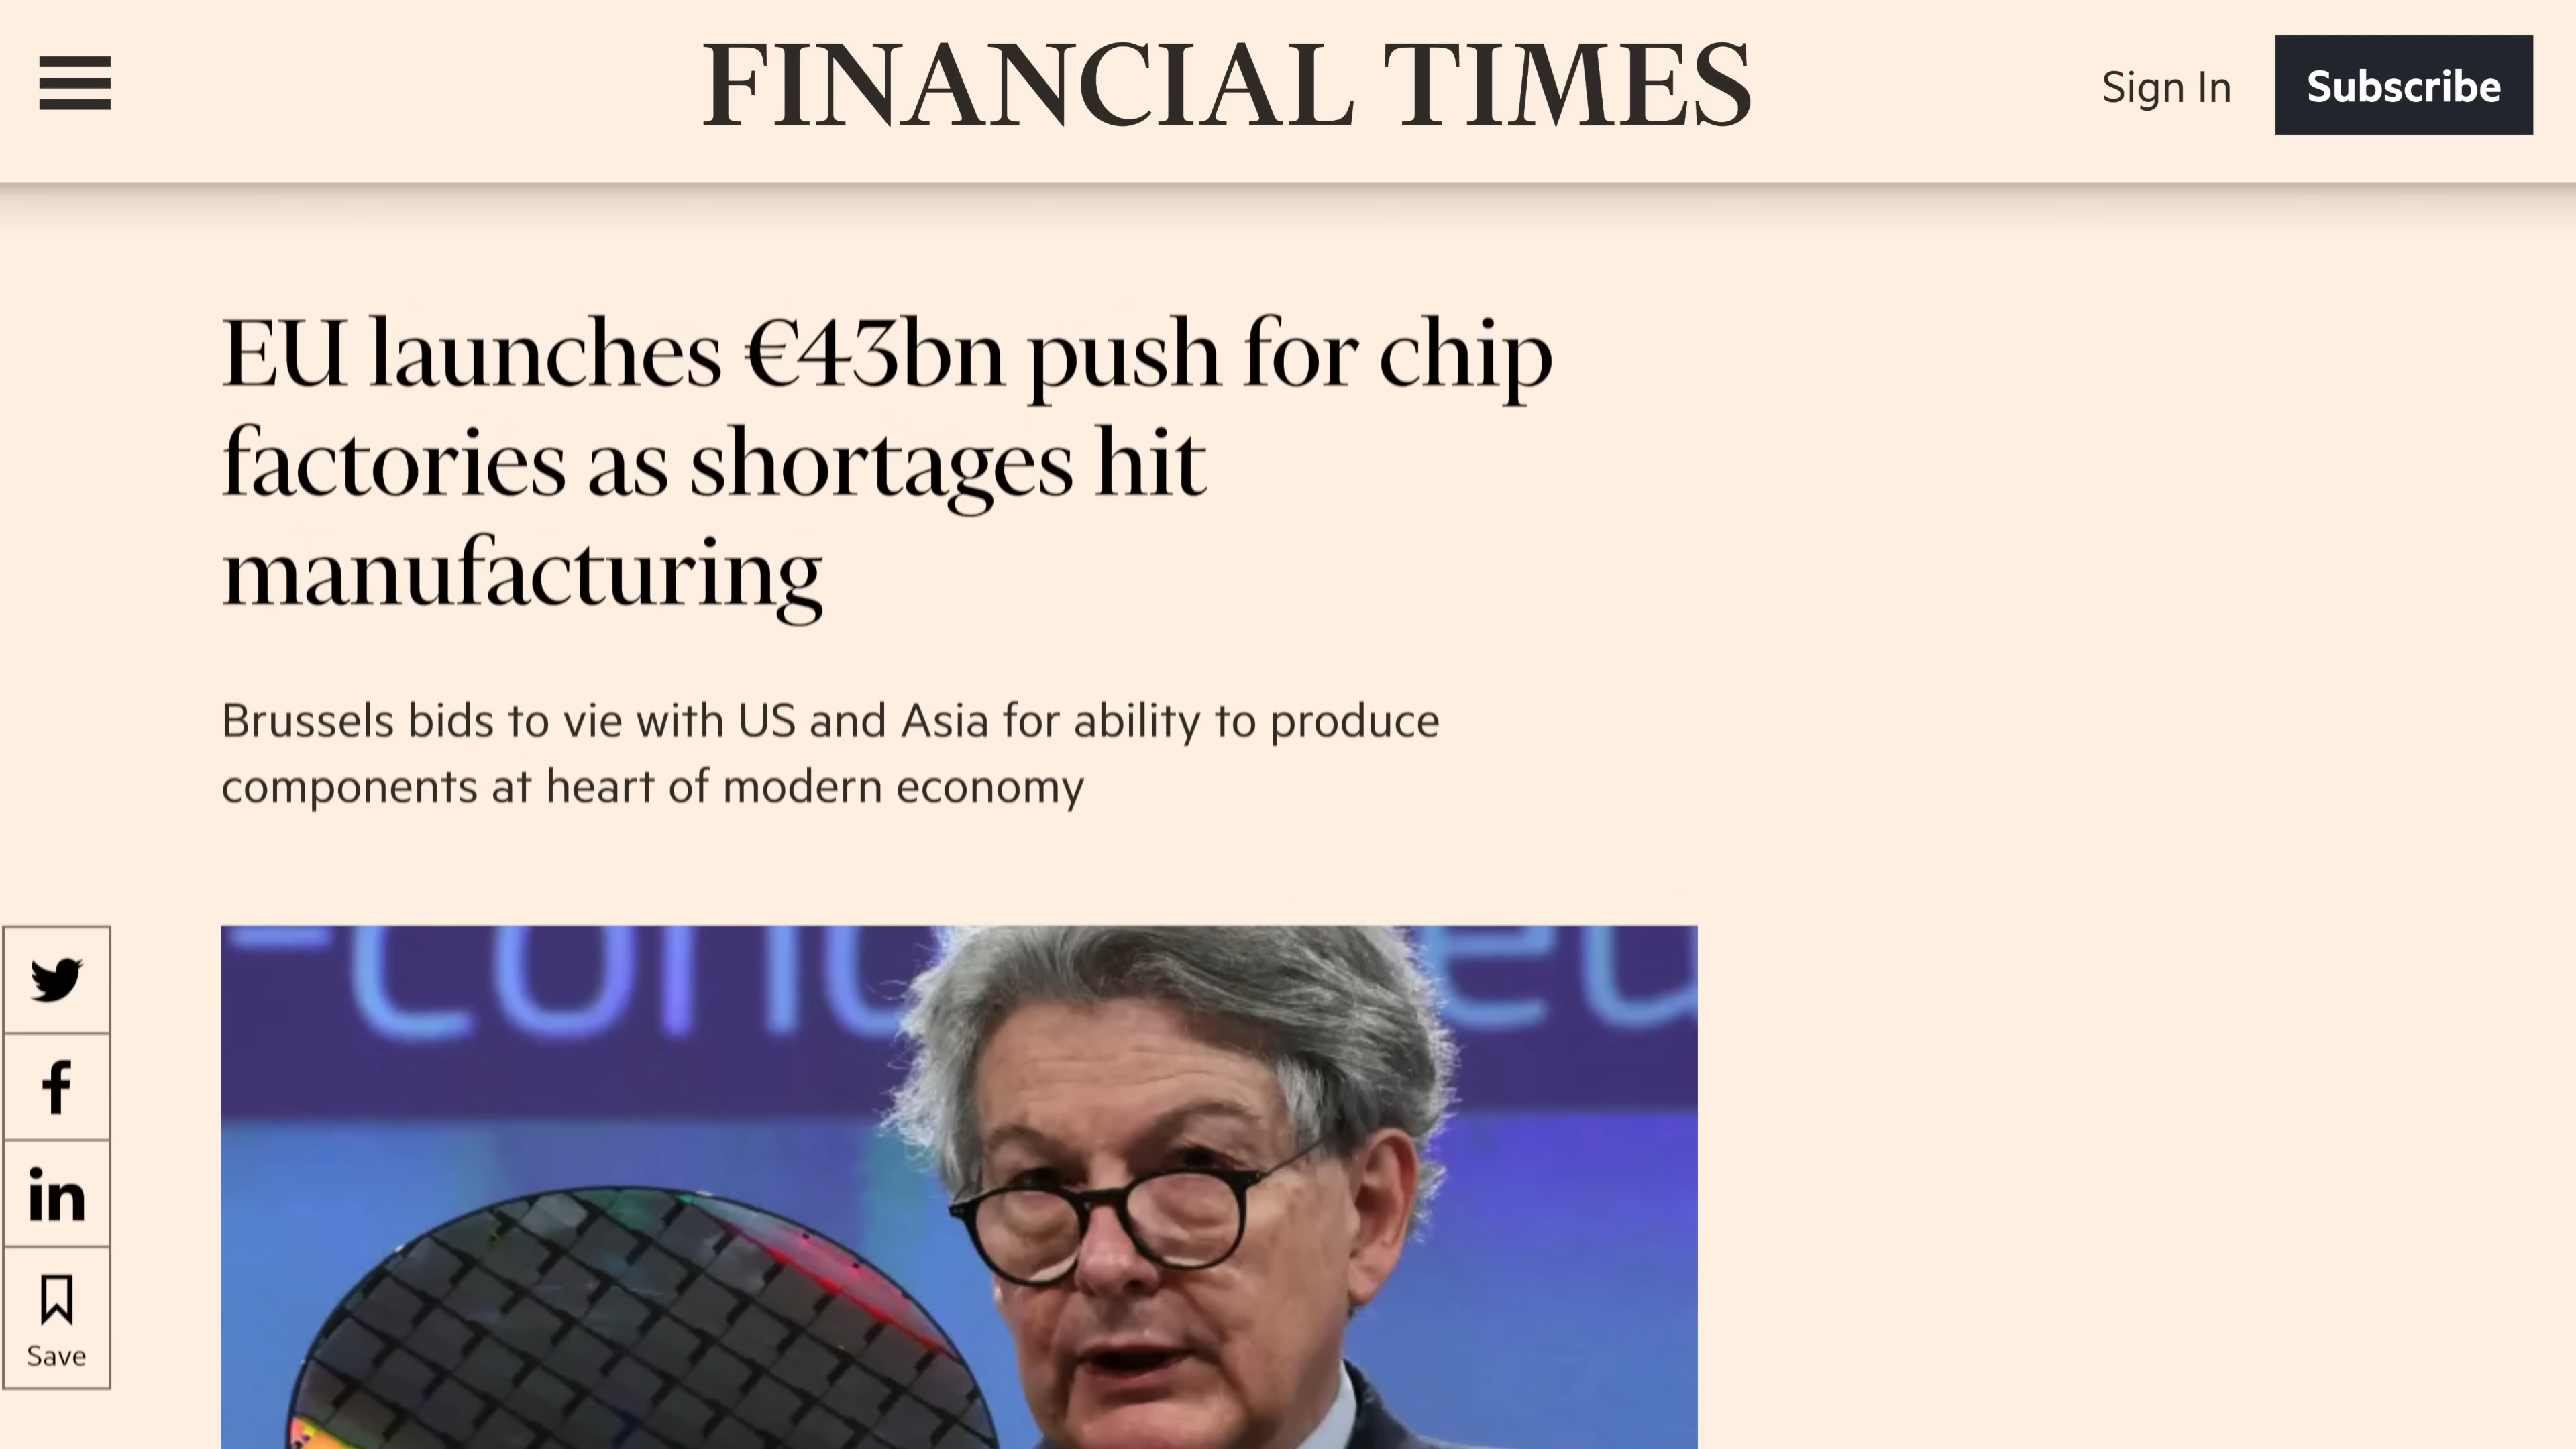 FINANCIAL TIMES
Sign In
Subscribe
EU launches €43bn push for chip
factories as shortages hit
manufacturing
Brussels bids to vie with US and Asia for ability to produce
components at heart of modern economy
f
in
Save